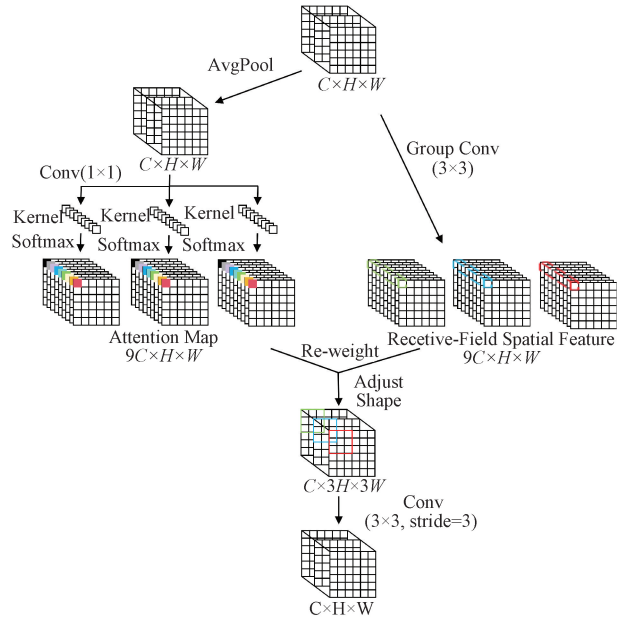 AvgPool
C×H×W
C×H×W
Group Conv
(3×3)
Conv(1×1)
Kernel Kernel Kernel
Softmax Softmax Softmax
Attention Map
9C×H×W
Recetive-Field Spatial Feature
9C×H×W
Re-weight
Adjust
Shape
C×3H×3W
Conv
(3×3, stride=3)
C×H×W